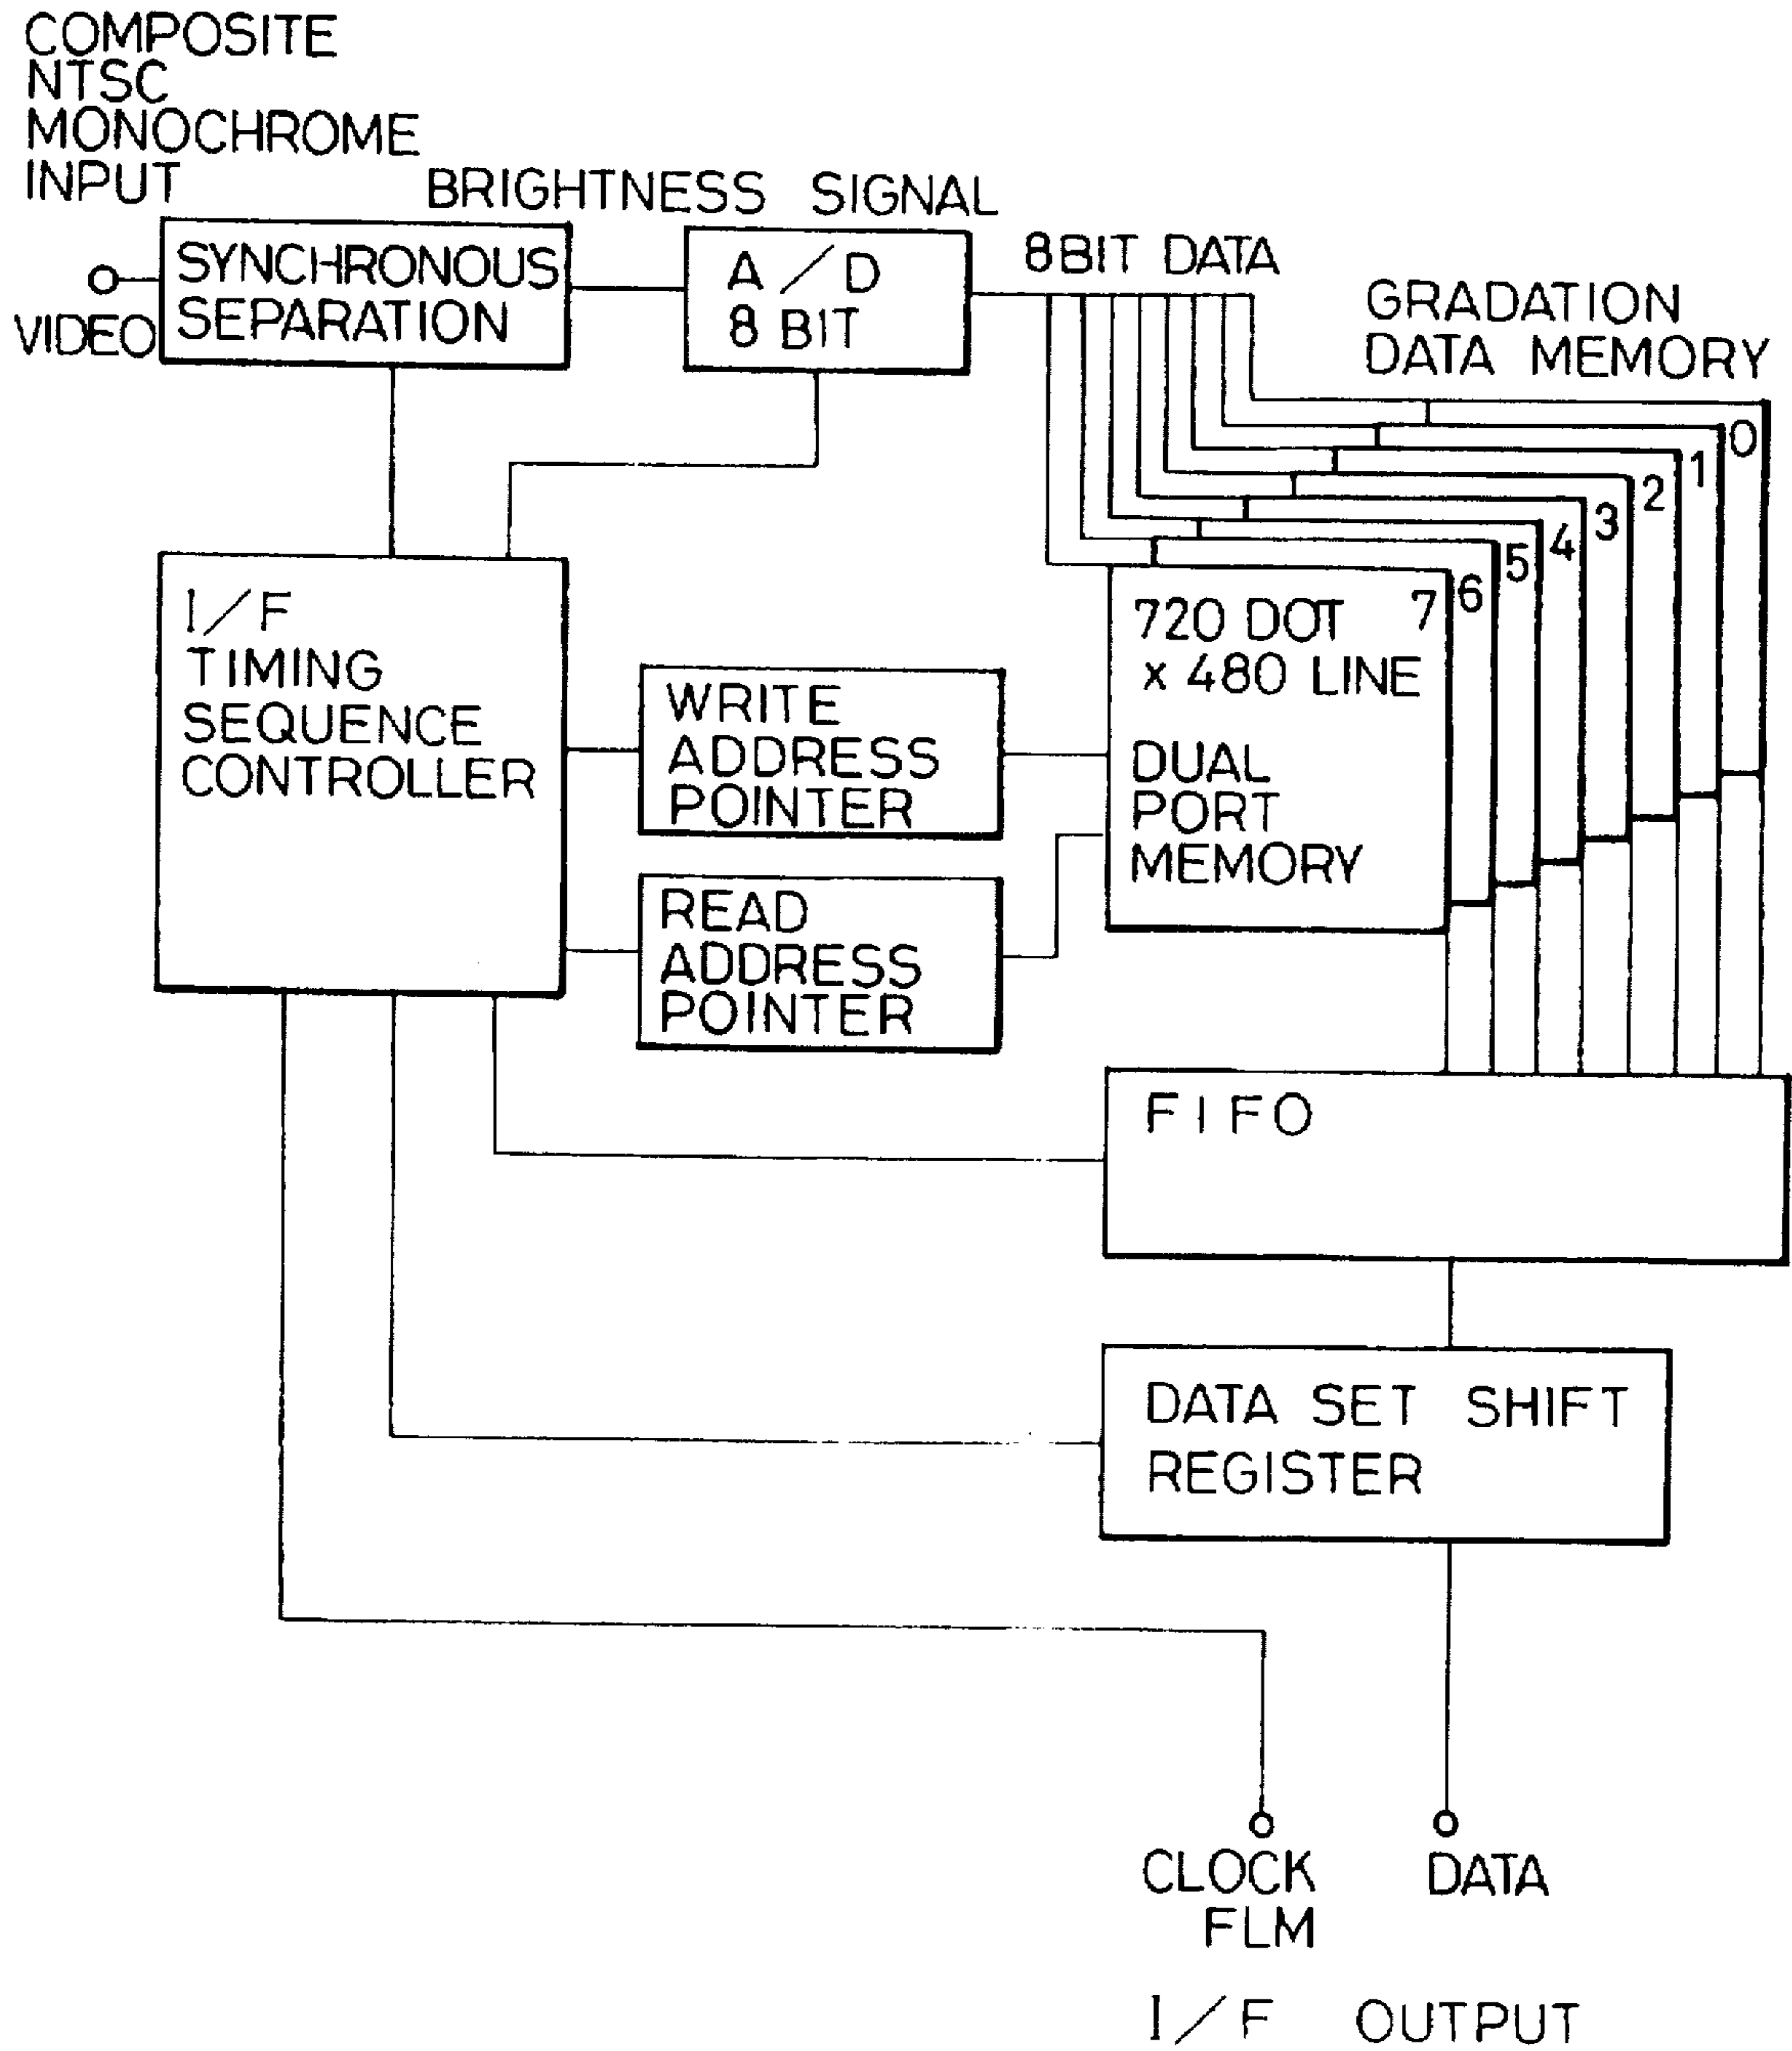 COMPOSITE
NTSC
MONOCHROME
INPUT
BRIGHTNESS SIGNAL
VIDEO
SYNCHRONOUS
SEPARATION
A/D
8 BIT
8BIT DATA
GRADATION
DATA MEMORY
0
1
2
3
4
5
6
7
720 DOT
x 480 LINE
DUAL
PORT
MEMORY
I/F
TIMING
SEQUENCE
CONTROLLER
WRITE
ADDRESS
POINTER
READ
ADDRESS
POINTER
FIFO
DATA SET SHIFT
REGISTER
CLOCK
FLM
DATA
I/F OUTPUT